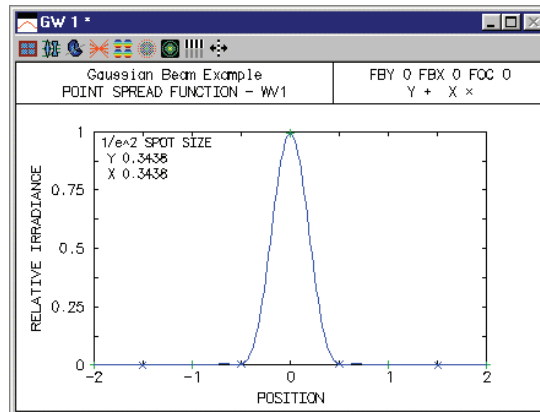 GW 1 *
Gaussian Beam Example
POINT SPREAD FUNCTION - WV1
FBY 0 FBX 0 FOC 0
Y + X ×
1/e^2 SPOT SIZE
Y 0.3438
X 0.3438
RELATIVE IRRADIANCE
1
0.75
0.5
0.25
0
-2 -1 0 1 2
POSITION